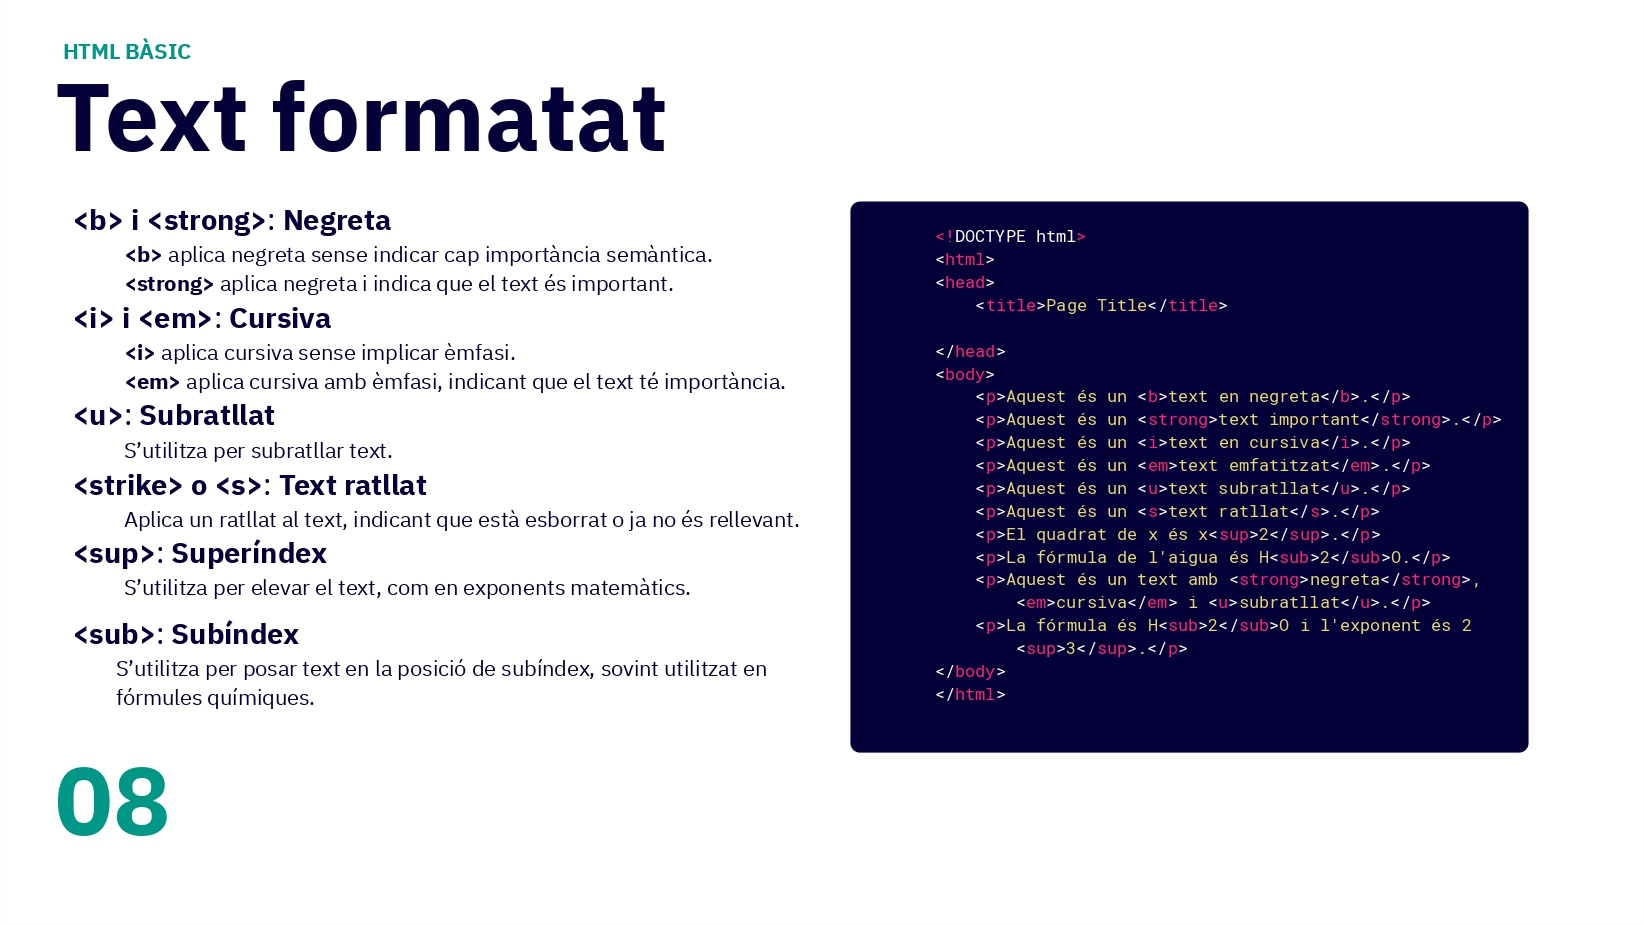 HTML BÀSIC
Text formatat
<b> i <strong>: Negreta
<b> aplica negreta sense indicar cap importància semàntica.
<strong> aplica negreta i indica que el text és important.
<i> i <em>: Cursiva
<i> aplica cursiva sense implicar èmfasi.
<em> aplica cursiva amb èmfasi, indicant que el text té importància.
<u>: Subratllat
S’utilitza per subratllar text.
<strike> o <s>: Text ratllat
Aplica un ratllat al text, indicant que està esborrat o ja no és rellevant.
<sup>: Superíndex
S’utilitza per elevar el text, com en exponents matemàtics.
<sub>: Subíndex
S’utilitza per posar text en la posició de subíndex, sovint utilitzat en
fórmules químiques.
08
<!DOCTYPE html>
<html>
<head>
    <title>Page Title</title>
</head>
<body>
    <p>Aquest és un <b>text en negreta</b>.</p>
    <p>Aquest és un <strong>text important</strong>.</p>
    <p>Aquest és un <i>text en cursiva</i>.</p>
    <p>Aquest és un <em>text emfatitzat</em>.</p>
    <p>Aquest és un <u>text subratllat</u>.</p>
    <p>Aquest és un <s>text ratllat</s>.</p>
    <p>El quadrat de x és x<sup>2</sup>.</p>
    <p>La fórmula de l'aigua és H<sub>2</sub>O.</p>
    <p>Aquest és un text amb <strong>negreta</strong>,
        <em>cursiva</em> i <u>subratllat</u>.</p>
    <p>La fórmula és H<sub>2</sub>O i l'exponent és 2
        <sup>3</sup>.</p>
</body>
</html>